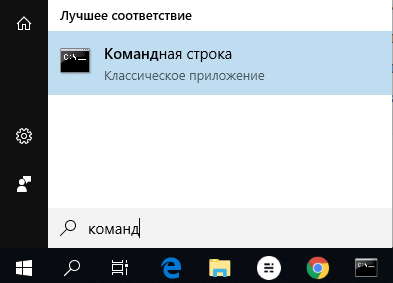 Лучшее соответствие
Командная строка
Классическое приложение
команд